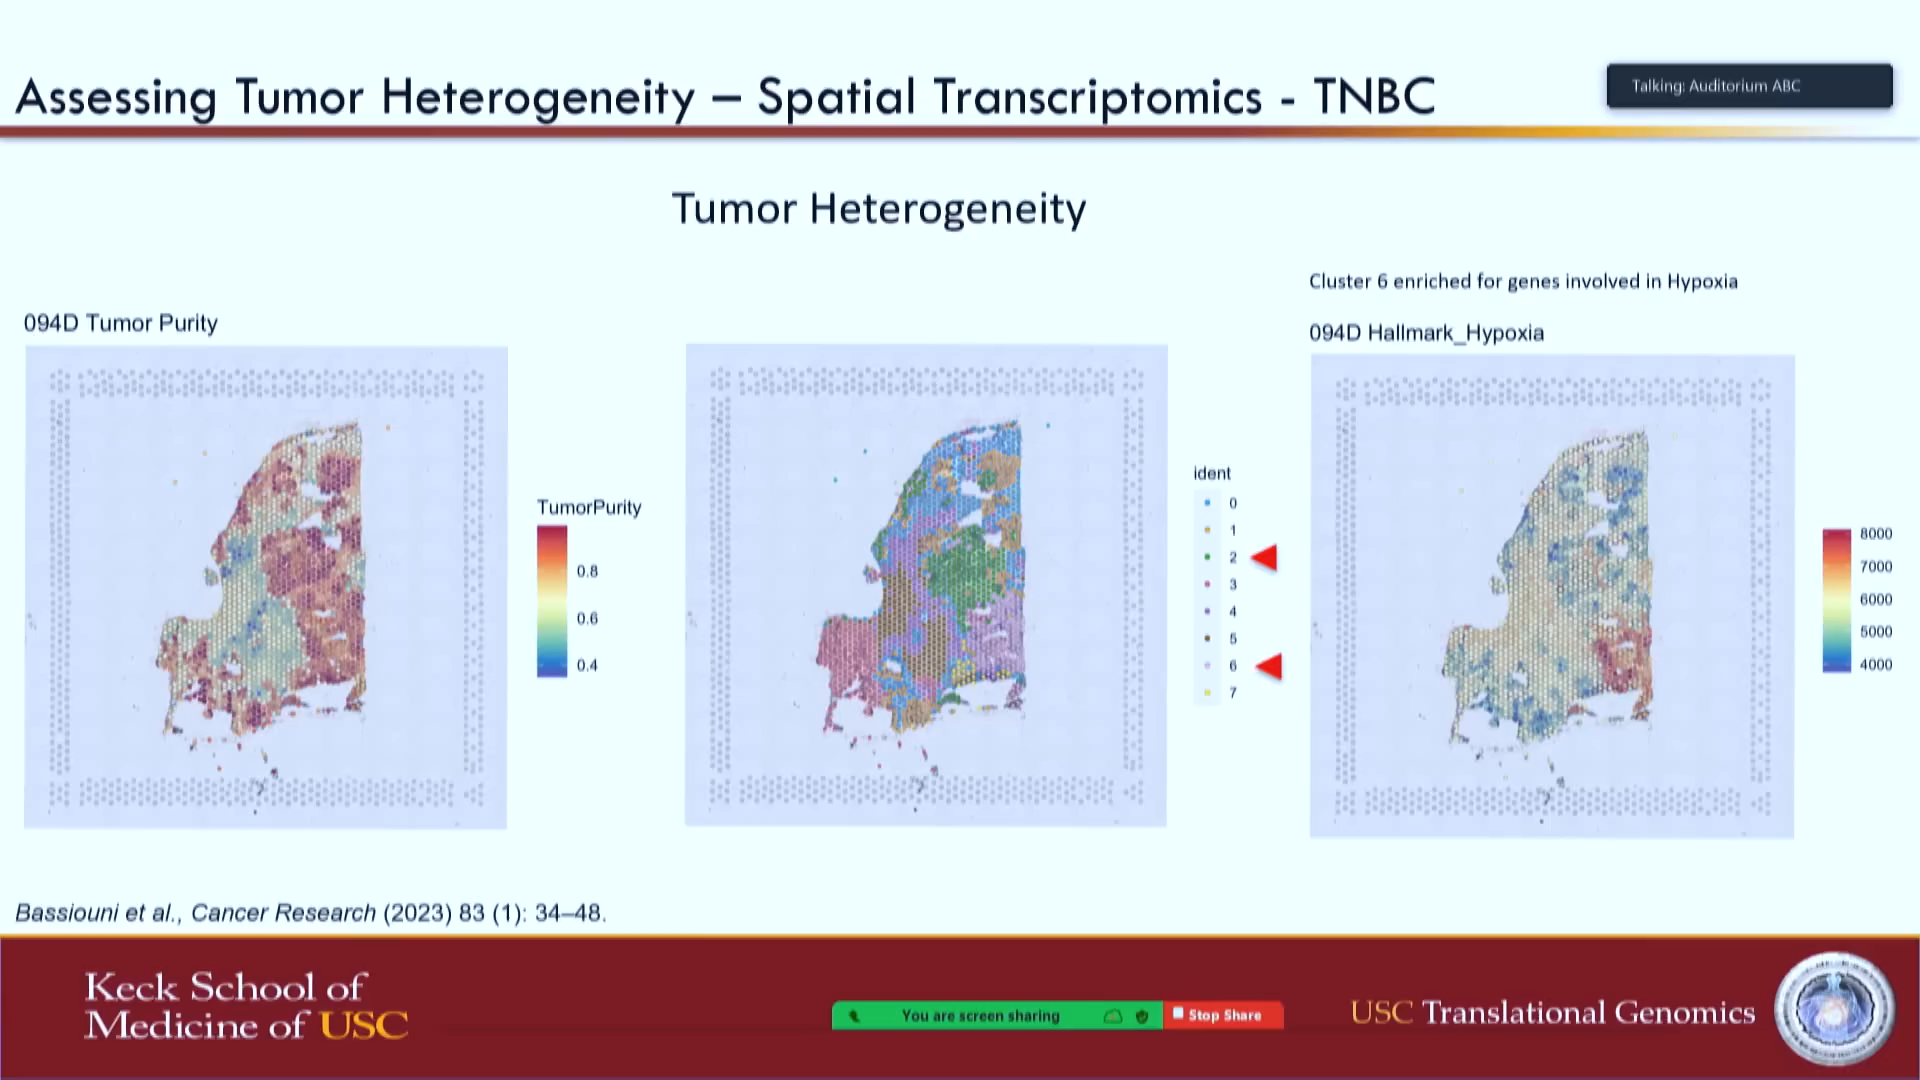 Assessing Tumor Heterogeneity – Spatial Transcriptomics - TNBC
Talking: Auditorium ABC
Tumor Heterogeneity
Cluster 6 enriched for genes involved in Hypoxia
094D Tumor Purity
094D Hallmark_Hypoxia
TumorPurity
0.8
0.6
0.4
ident
0
1
2
3
4
5
6
7
8000
7000
6000
5000
4000
Bassiouni et al., Cancer Research (2023) 83 (1): 34–48.
Keck School of
Medicine of USC
You are screen sharing
Stop Share
USC Translational Genomics